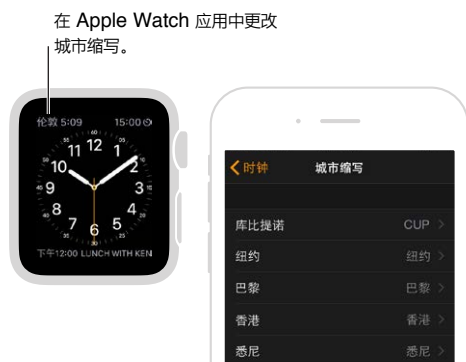 在 Apple Watch 应用中更改
城市缩写。
伦敦 5:09
15:00
60
11 12 1
10 2
9 3
8 4
7 6 5
30
下午12:00 LUNCH WITH KEN
时钟 城市缩写
库比提诺 CUP
纽约 纽约
巴黎 巴黎
香港 香港
悉尼 悉尼